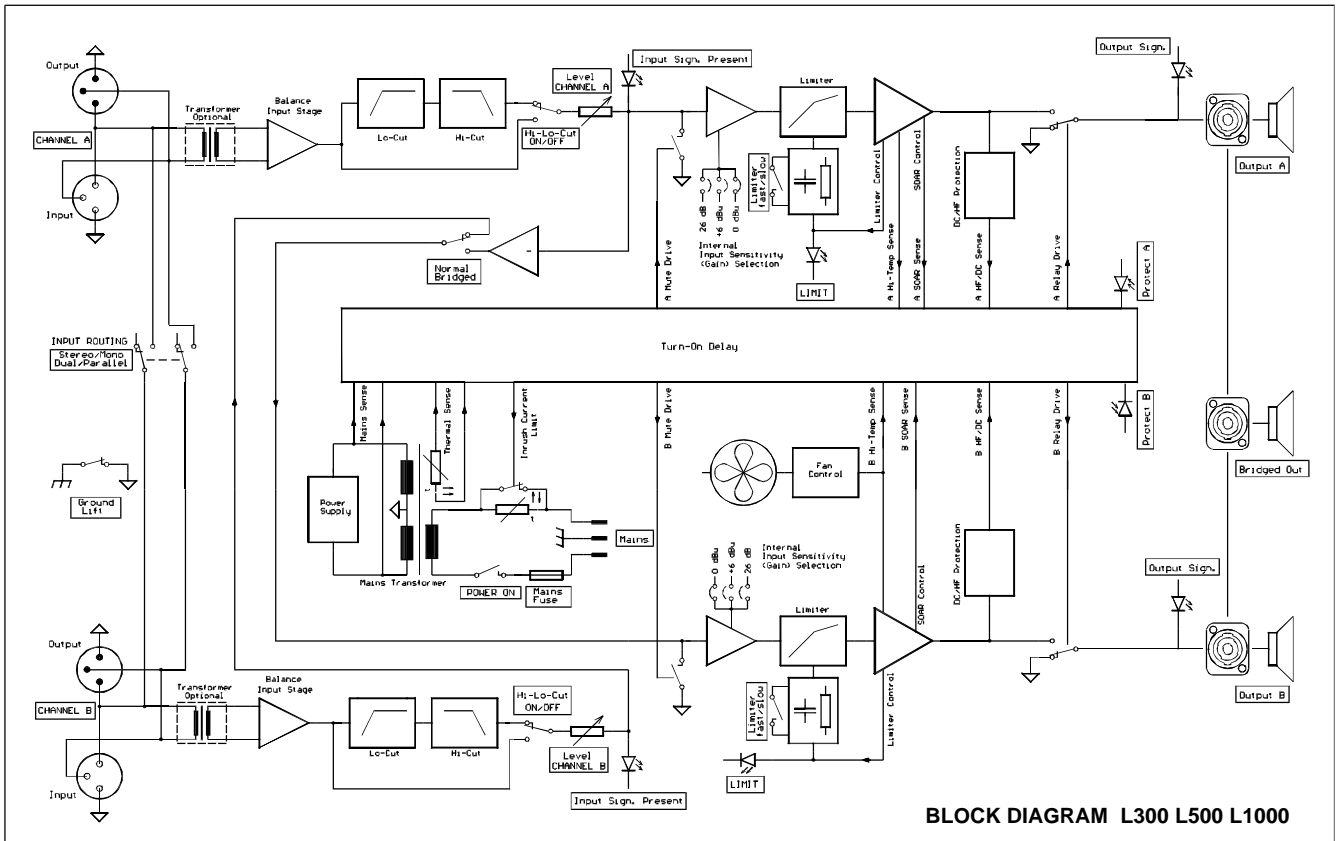 Output
CHANNEL A
Input
Transformer
Optional
Balance
Input Stage
Lo-Cut
Hi-Cut
Hi-Lo-Cut
ON/OFF
Level
CHANNEL A
Input Sign. Present
Normal
Bridged
26 dB
+6 dBu
0 dBu
Internal
Input Sensitivity
(Gain) Selection
Limiter
Limiter
fast/slow
LIMIT
Limiter Control
SOAR Control
A Mute Drive
A Hi-Temp Sense
A SOAR Sense
A HF/DC Sense
A Relay Drive
DC/HF Protection
Output Sign.
Output A
Protect A
Turn-On Delay
INPUT ROUTING
Stereo/Mono
Dual/Parallel
Ground
Lift
Mains Sense
Thermal Sense
Inrush Current
Limit
Power
Supply
t
t
Mains Transformer
POWER ON
Mains
Fuse
Mains
B Mute Drive
Fan
Control
B Hi-Temp Sense
B SOAR Sense
B HF/DC Sense
B Relay Drive
Protect B
Bridged Out
0 dBu
+6 dBu
26 dB
Internal
Input Sensitivity
(Gain) Selection
Limiter
SOAR Control
DC/HF Protection
Output Sign.
Output B
Output
CHANNEL B
Input
Transformer
Optional
Balance
Input Stage
Lo-Cut
Hi-Cut
Hi-Lo-Cut
ON/OFF
Level
CHANNEL B
Input Sign. Present
Limiter
fast/slow
Limiter Control
LIMIT
BLOCK DIAGRAM L300 L500 L1000